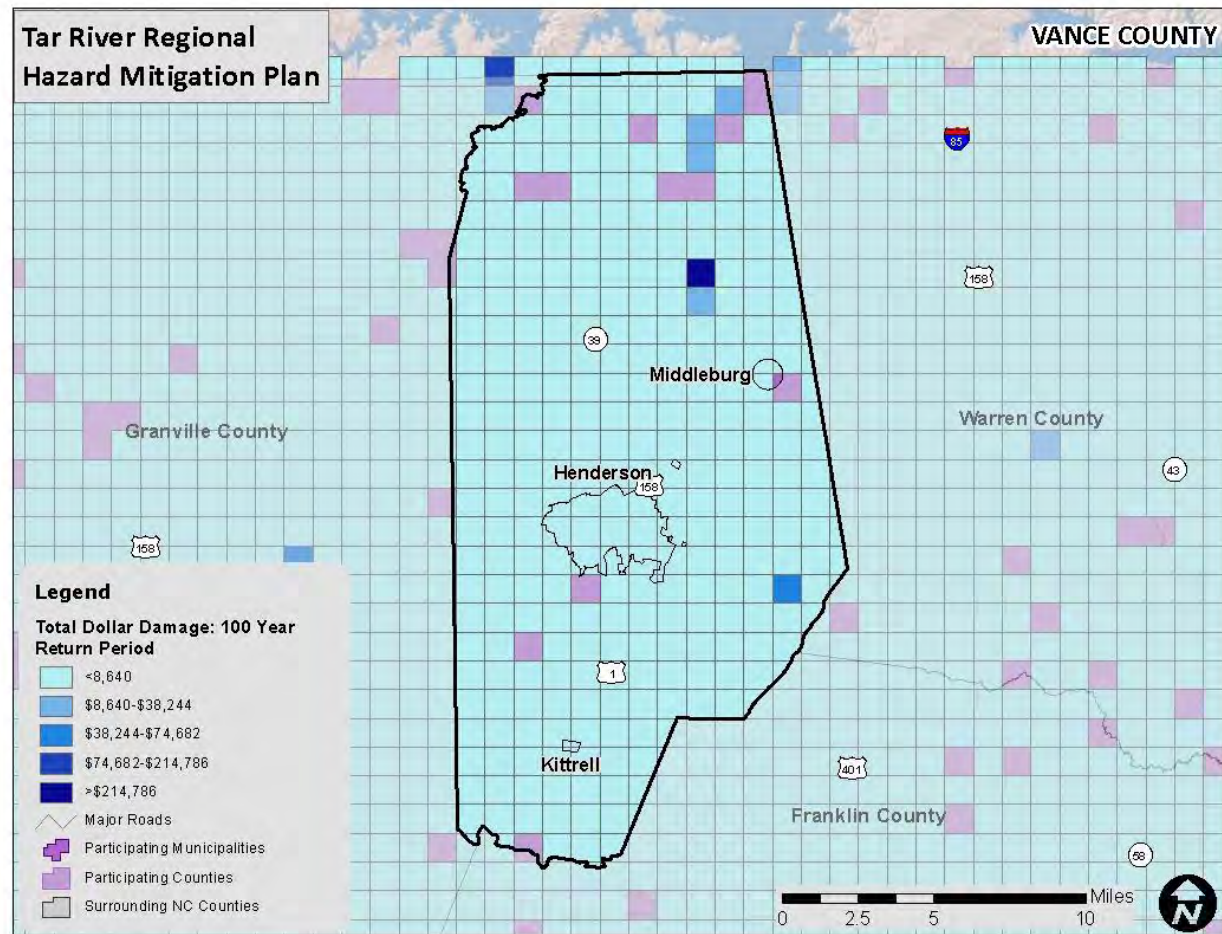 Tar River Regional
Hazard Mitigation Plan
VANCE COUNTY
85
158
39
Middleburg
Granville County
Warren County
43
Henderson
158
158
1
Kittrell
401
Franklin County
58
Legend
Total Dollar Damage: 100 Year
Return Period
<8,640
$8,640-$38,244
$38,244-$74,682
$74,682-$214,786
>$214,786
Major Roads
Participating Municipalities
Participating Counties
Surrounding NC Counties
Miles
0 2.5 5 10
N